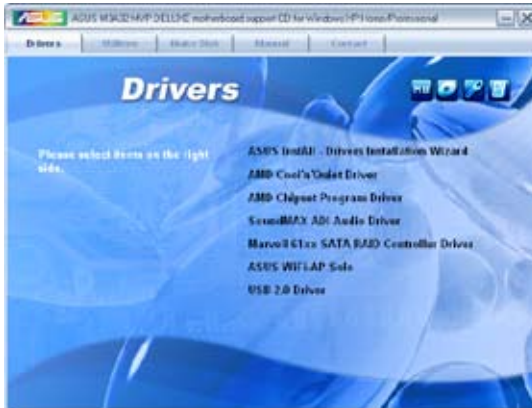 ASUS M3A32-MVP DELUXE motherboard support CD for Windows XP Home/Professional
Drivers
Utilities
Make Disk
Manual
Contact
Drivers
Please select items on the right side.
ASUS InstAll - Drivers Installation Wizard
AMD Cool'n'Quiet Driver
AMD Chipset Program Driver
SoundMAX ADI Audio Driver
Marvell 61xx SATA RAID Controller Driver
ASUS WiFi-AP Solo
USB 2.0 Driver